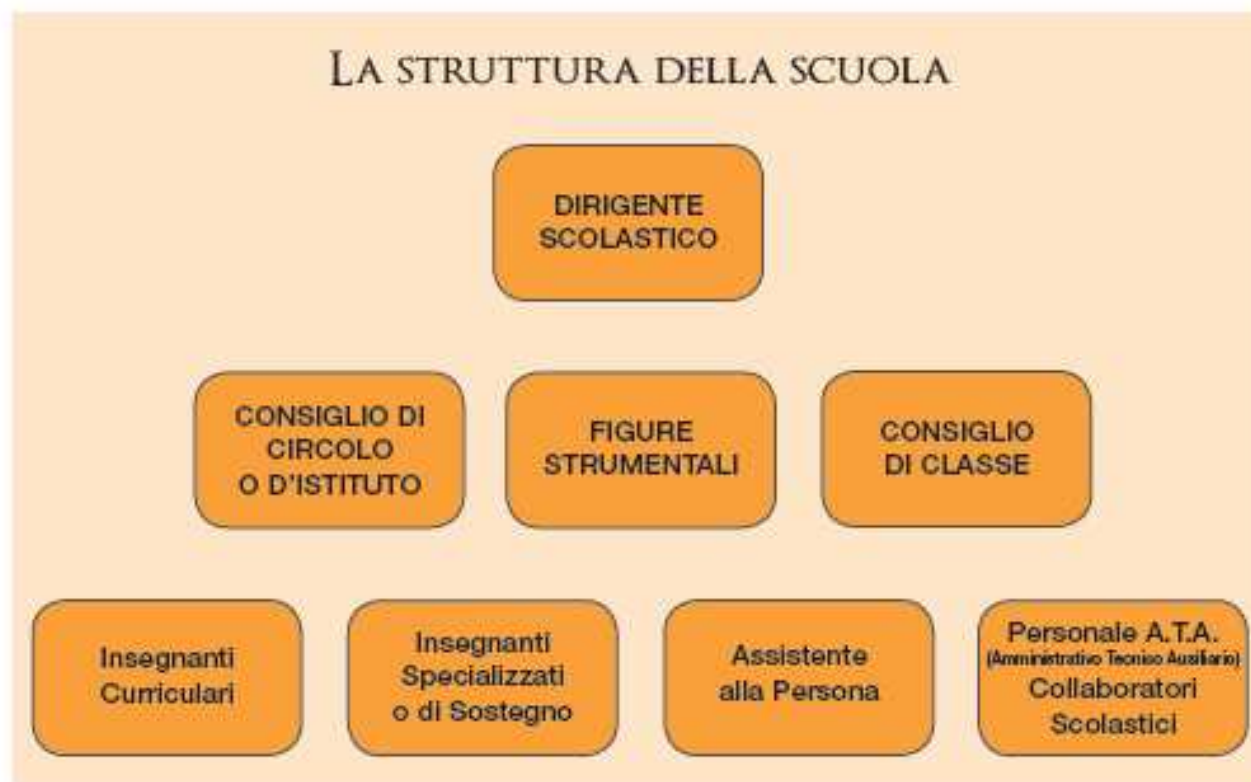 LA STRUTTURA DELLA SCUOLA
DIRIGENTE
SCOLASTICO
CONSIGLIO DI
CIRCOLO
O D'ISTITUTO
FIGURE
STRUMENTALI
CONSIGLIO
DI CLASSE
Insegnanti
Curriculari
Insegnanti
Specializzati
o di Sostegno
Assistente
alla Persona
Personale A.T.A.
(Amministrativo Tecniso Ausiliario)
Collaboratori
Scolastici